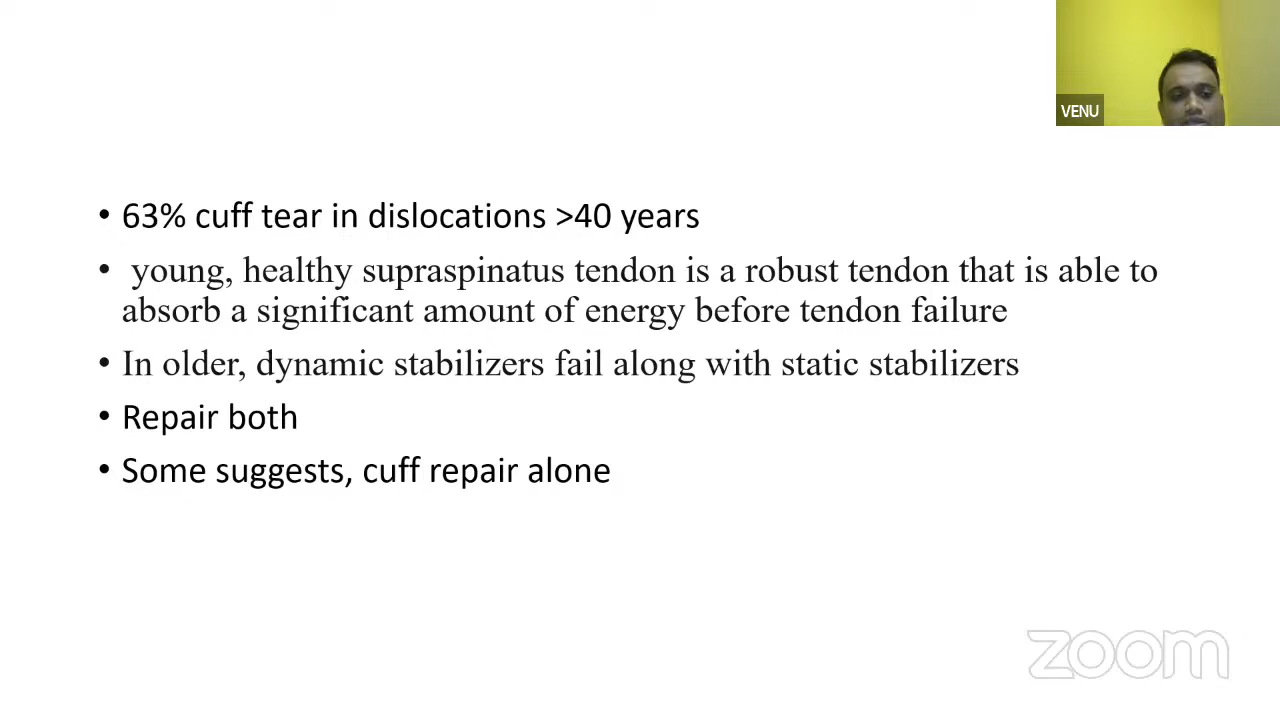 VENU
• 63% cuff tear in dislocations >40 years
• young, healthy supraspinatus tendon is a robust tendon that is able to
absorb a significant amount of energy before tendon failure
• In older, dynamic stabilizers fail along with static stabilizers
• Repair both
• Some suggests, cuff repair alone
zoom